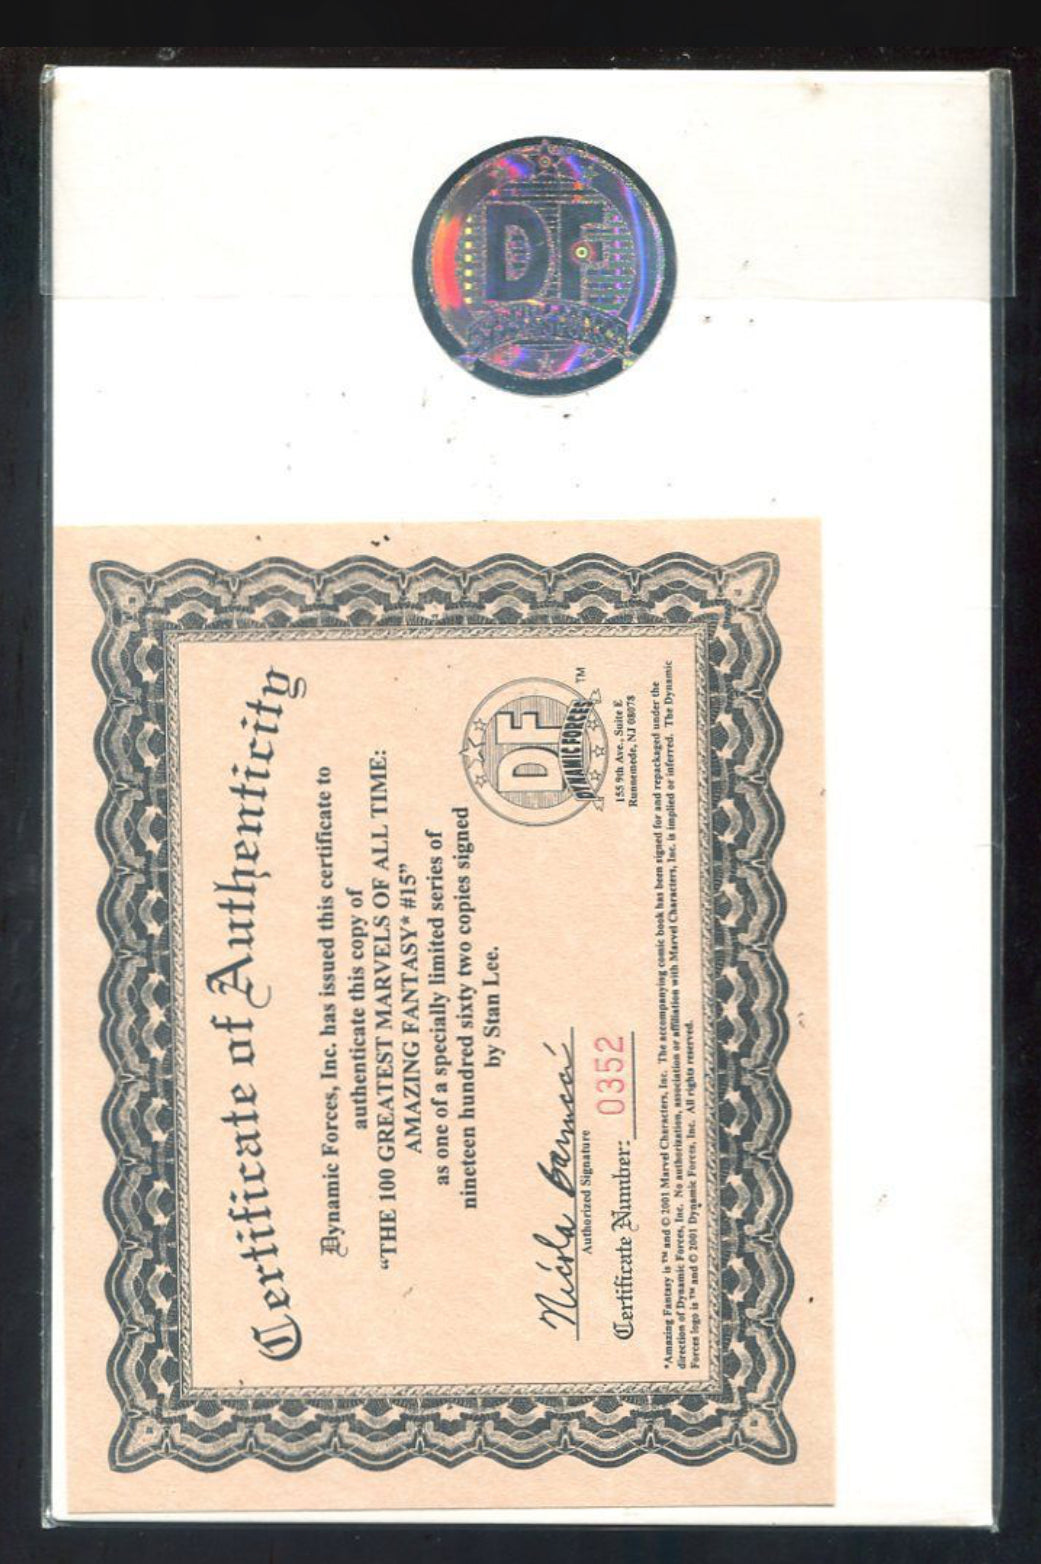 DF
Certificate of Authenticity
Dynamic Forces, Inc. has issued this certificate to
authenticate this copy of
“THE 100 GREATEST MARVELS OF ALL TIME:
AMAZING FANTASY* #15”
as one of a specially limited series of
nineteen hundred sixty two copies signed
by Stan Lee.
DF
DYNAMIC FORCES
TM
155 9th Ave., Suite E
Runnemede, NJ 08078
Authorized Signature
Certificate Number: 0352
*Amazing Fantasy is ™ and © 2001 Marvel Characters, Inc. The accompanying comic book has been signed for and repackaged under the
direction of Dynamic Forces, Inc. No authorization, association or affiliation with Marvel Characters, Inc. is implied or inferred. The Dynamic
Forces logo is ™ and © 2001 Dynamic Forces, Inc. All rights reserved.